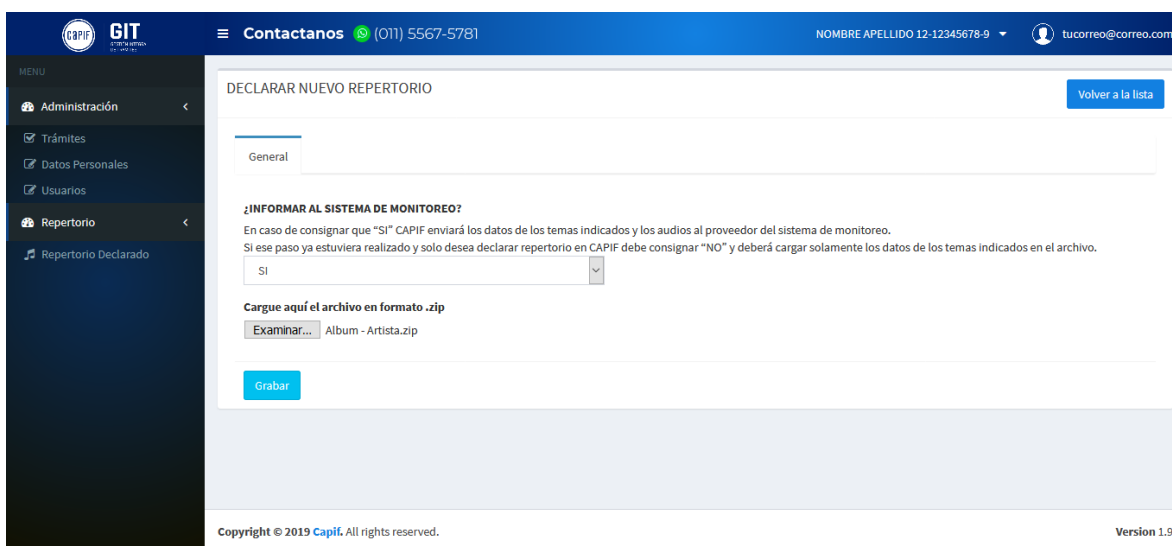 CAPIF
GIT
Contactanos (011) 5567-5781
NOMBRE APELLIDO 12-12345678-9
tucorreo@correo.com
MENU
Administración
Trámites
Datos Personales
Usuarios
Repertorio
Repertorio Declarado
DECLARAR NUEVO REPERTORIO
Volver a la lista
General
¿INFORMAR AL SISTEMA DE MONITOREO?
En caso de consignar que “SI” CAPIF enviará los datos de los temas indicados y los audios al proveedor del sistema de monitoreo.
Si ese paso ya estuviera realizado y solo desea declarar repertorio en CAPIF debe consignar “NO” y deberá cargar solamente los datos de los temas indicados en el archivo.
SI
Cargue aquí el archivo en formato .zip
Examinar... Album - Artista.zip
Grabar
Copyright © 2019 Capif. All rights reserved.
Version 1.9